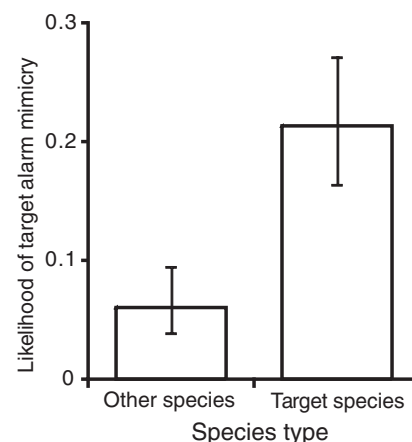 Likelihood of target alarm mimicry
0.3
0.2
0.1
0
Other species
Target species
Species type